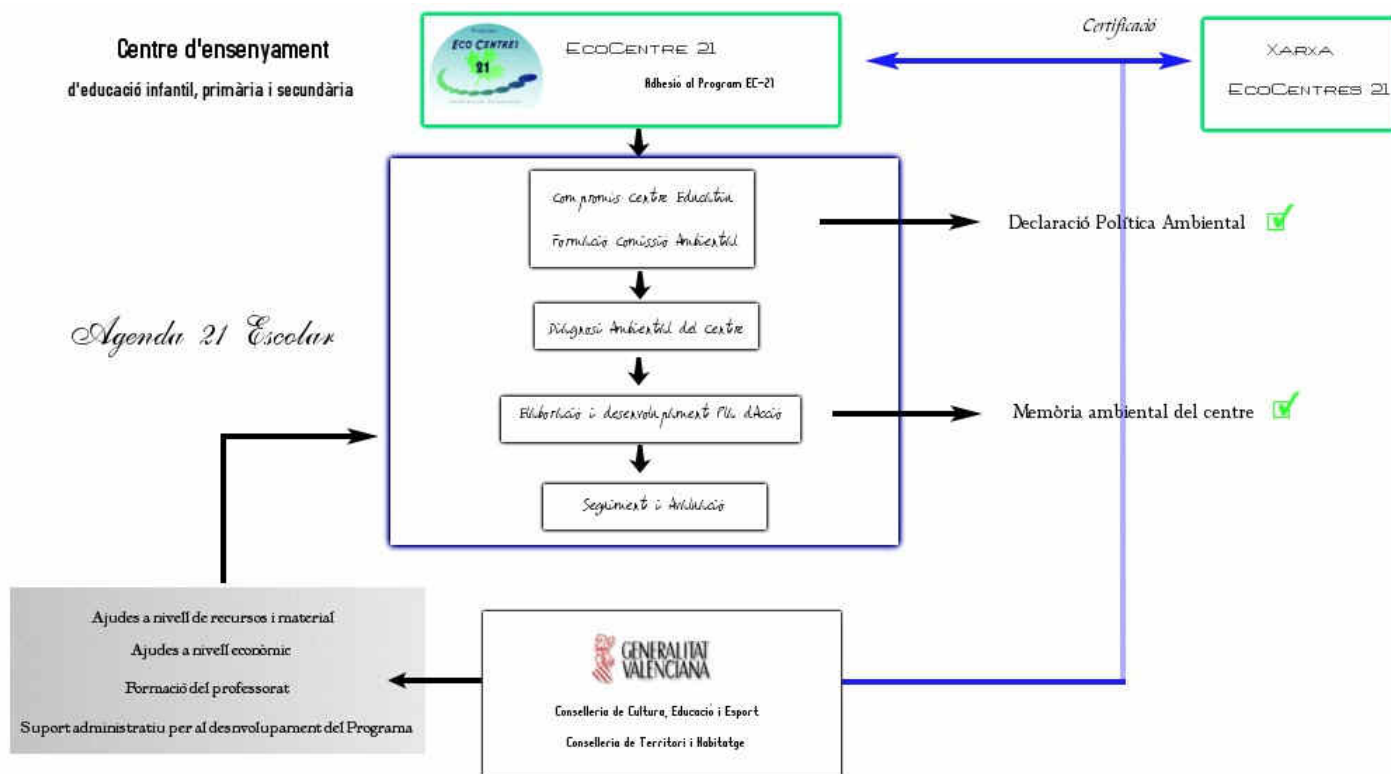 Centre d'ensenyament
d'educació infantil, primària i secundària
ECO CENTRES
21
ECOCENTRE 21
Adhesió al Program EC-21
Certificació
XARXA
ECOCENTRES 21
Compromis Centre Educatiu
Formació Comissió Ambiental
Declaració Política Ambiental
Agenda 21 Escolar
Diagnosi Ambiental del Centre
Elaboració i desenvolupament Pla d'Acció
Memòria ambiental del centre
Seguiment i Avaluació
Ajudes a nivell de recursos i material
Ajudes a nivell econòmic
Formació del professorat
Suport administratiu per al desnvolupament del Programa
GENERALITAT
VALENCIANA
Conselleria de Cultura, Educació i Esport
Conselleria de Territori i Habitatge